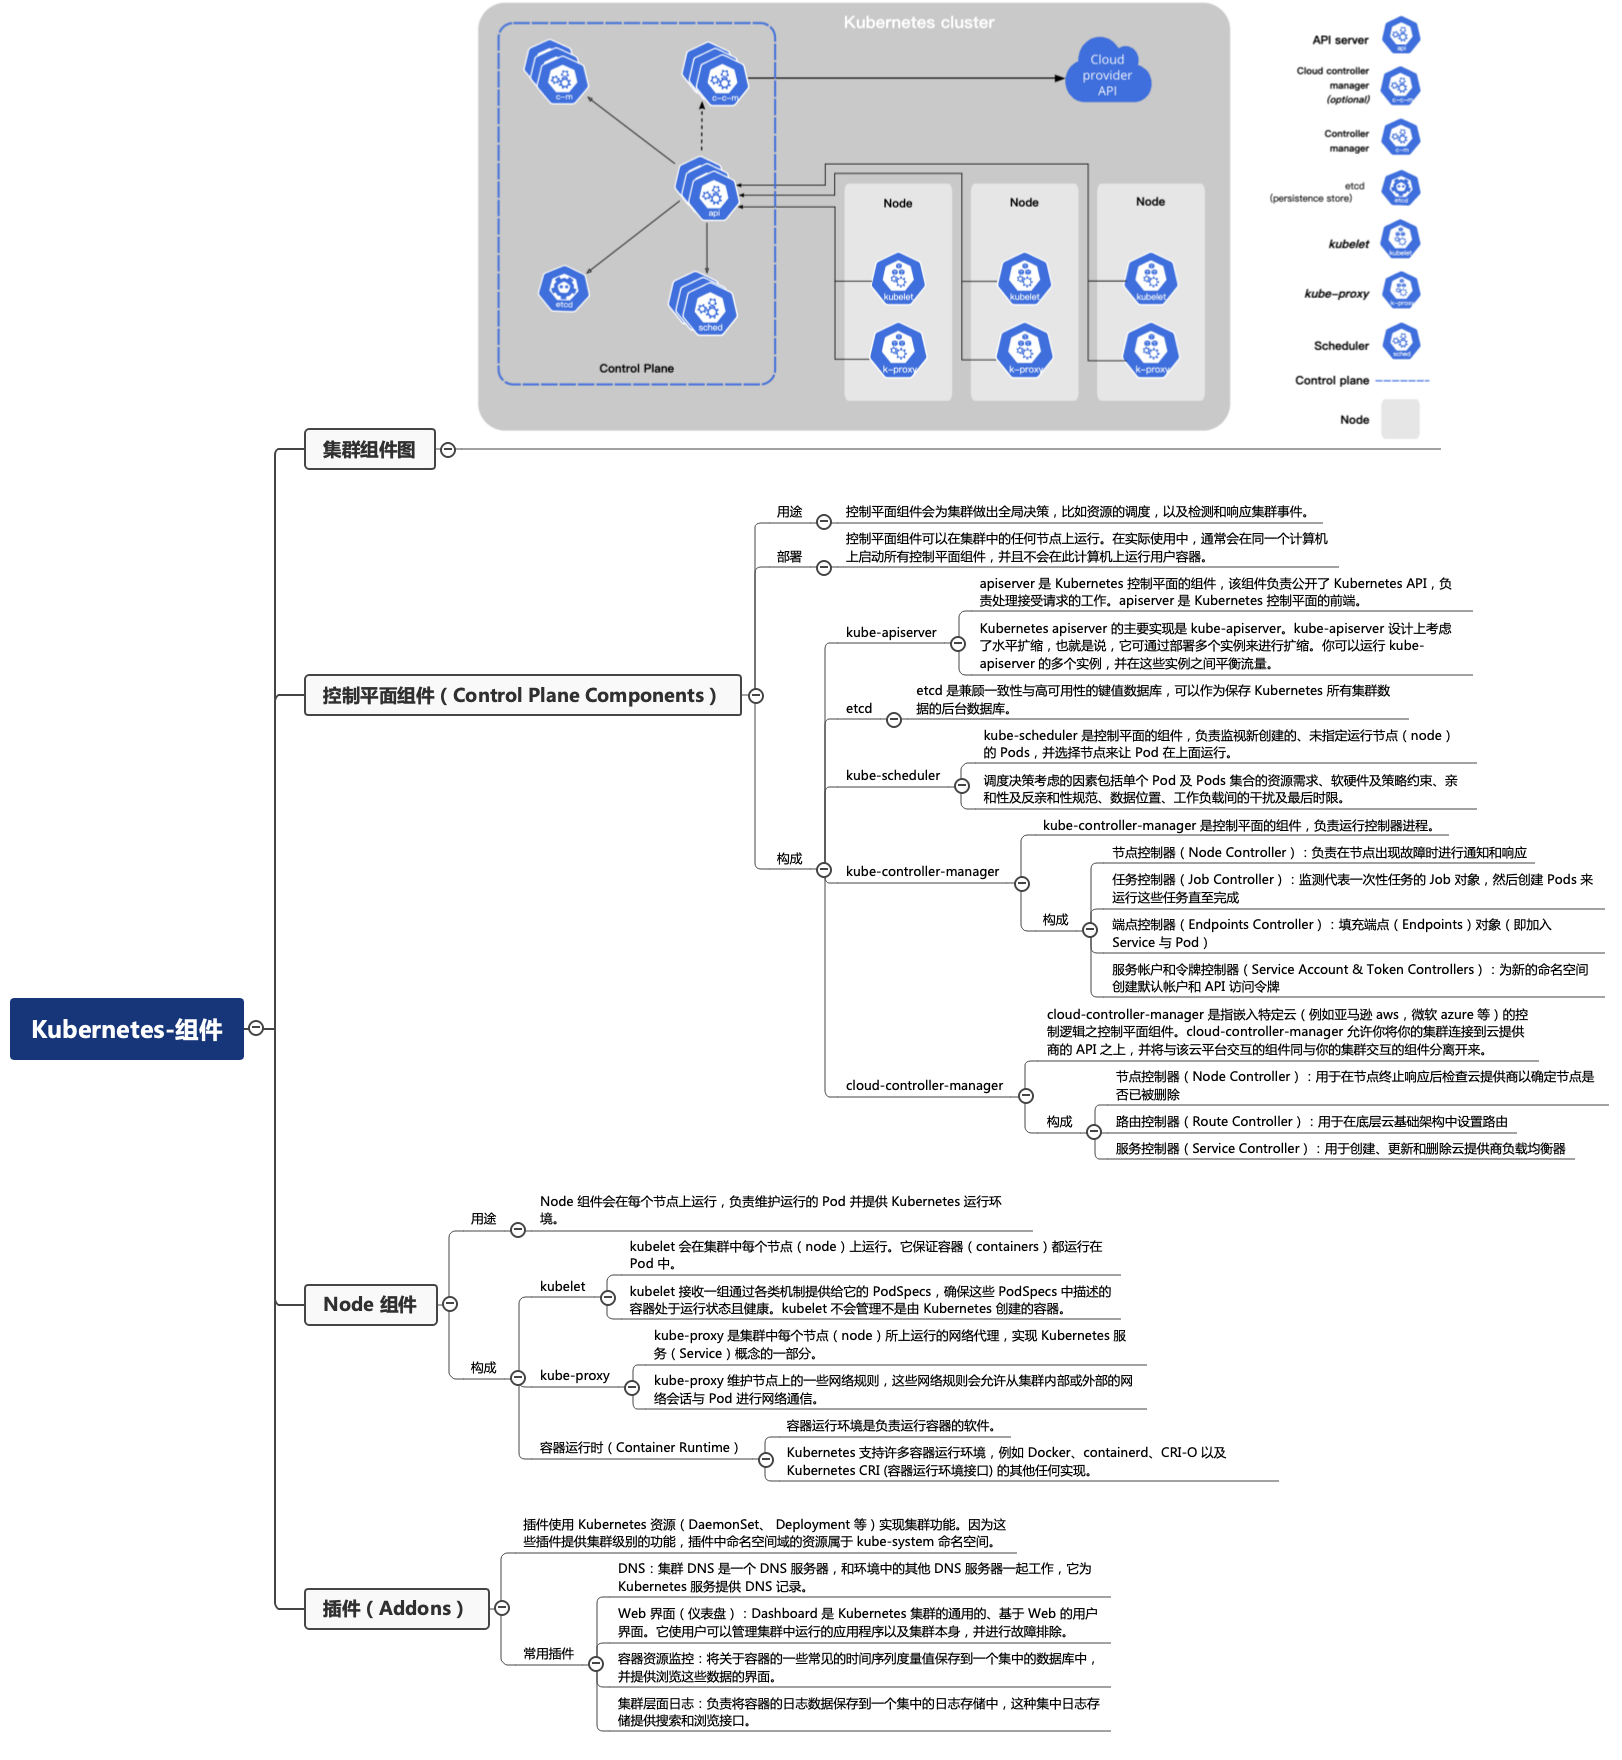 Kubernetes cluster
c-m
c-c-m
Cloud
provider
API
api
etcd
sched
Control Plane
Node
Node
Node
kubelet
kubelet
kubelet
k-proxy
k-proxy
k-proxy
API server
api
Cloud controller
manager
(optional)
c-c-m
Controller
manager
c-m
etcd
(persistence store)
etcd
kubelet
kubelet
kube-proxy
k-proxy
Scheduler
sched
Control plane
Node
Kubernetes-组件
集群组件图
控制平面组件（Control Plane Components）
用途
控制平面组件会为集群做出全局决策，比如资源的调度，以及检测和响应集群事件。
部署
控制平面组件可以在集群中的任何节点上运行。在实际使用中，通常会在同一个计算机
上启动所有控制平面组件，并且不会在此计算机上运行用户容器。
构成
kube-apiserver
apiserver 是 Kubernetes 控制平面的组件，该组件负责公开了 Kubernetes API，负
责处理接受请求的工作。apiserver 是 Kubernetes 控制平面的前端。
Kubernetes apiserver 的主要实现是 kube-apiserver。kube-apiserver 设计上考虑
了水平扩缩，也就是说，它可通过部署多个实例来进行扩缩。你可以运行 kube-
apiserver 的多个实例，并在这些实例之间平衡流量。
etcd
etcd 是兼顾一致性与高可用性的键值数据库，可以作为保存 Kubernetes 所有集群数
据的后台数据库。
kube-scheduler
kube-scheduler 是控制平面的组件，负责监视新创建的、未指定运行节点（node）
的 Pods，并选择节点来让 Pod 在上面运行。
调度决策考虑的因素包括单个 Pod 及 Pods 集合的资源需求、软硬件及策略约束、亲
和性及反亲和性规范、数据位置、工作负载间的干扰及最后时限。
kube-controller-manager
kube-controller-manager 是控制平面的组件，负责运行控制器进程。
构成
节点控制器（Node Controller）：负责在节点出现故障时进行通知和响应
任务控制器（Job Controller）：监测代表一次性任务的 Job 对象，然后创建 Pods 来
运行这些任务直至完成
端点控制器（Endpoints Controller）：填充端点（Endpoints）对象（即加入
Service 与 Pod）
服务帐户和令牌控制器（Service Account & Token Controllers）：为新的命名空间
创建默认帐户和 API 访问令牌
cloud-controller-manager
cloud-controller-manager 是指嵌入特定云（例如亚马逊 aws，微软 azure 等）的控
制逻辑之控制平面组件。cloud-controller-manager 允许你将你的集群连接到云提供
商的 API 之上，并将与该云平台交互的组件同与你的集群交互的组件分离开来。
构成
节点控制器（Node Controller）：用于在节点终止响应后检查云提供商以确定节点是
否已被删除
路由控制器（Route Controller）：用于在底层云基础架构中设置路由
服务控制器（Service Controller）：用于创建、更新和删除云提供商负载均衡器
Node 组件
用途
Node 组件会在每个节点上运行，负责维护运行的 Pod 并提供 Kubernetes 运行环
境。
构成
kubelet
kubelet 会在集群中每个节点（node）上运行。它保证容器（containers）都运行在
Pod 中。
kubelet 接收一组通过各类机制提供给它的 PodSpecs，确保这些 PodSpecs 中描述的
容器处于运行状态且健康。kubelet 不会管理不是由 Kubernetes 创建的容器。
kube-proxy
kube-proxy 是集群中每个节点（node）所上运行的网络代理，实现 Kubernetes 服
务（Service）概念的一部分。
kube-proxy 维护节点上的一些网络规则，这些网络规则会允许从集群内部或外部的网
络会话与 Pod 进行网络通信。
容器运行时（Container Runtime）
容器运行环境是负责运行容器的软件。
Kubernetes 支持许多容器运行环境，例如 Docker、containerd、CRI-O 以及
Kubernetes CRI (容器运行环境接口) 的其他任何实现。
插件（Addons）
插件使用 Kubernetes 资源（DaemonSet、 Deployment 等）实现集群功能。因为这
些插件提供集群级别的功能，插件中命名空间域的资源属于 kube-system 命名空间。
常用插件
DNS：集群 DNS 是一个 DNS 服务器，和环境中的其他 DNS 服务器一起工作，它为
Kubernetes 服务提供 DNS 记录。
Web 界面（仪表盘）：Dashboard 是 Kubernetes 集群的通用的、基于 Web 的用户
界面。它使用户可以管理集群中运行的应用程序以及集群本身，并进行故障排除。
容器资源监控：将关于容器的一些常见的时间序列度量值保存到一个集中的数据库中，
并提供浏览这些数据的界面。
集群层面日志：负责将容器的日志数据保存到一个集中的日志存储中，这种集中日志存
储提供搜索和浏览接口。